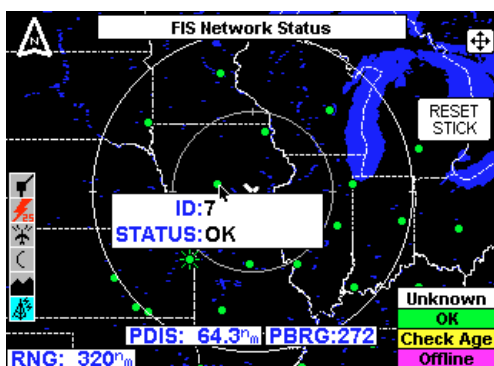 N
FIS Network Status
RESET
STICK
25
ID:7
STATUS:OK
Unknown
OK
Check Age
Offline
PDIS: 64.3nm
PBRG:272
RNG: 320nm